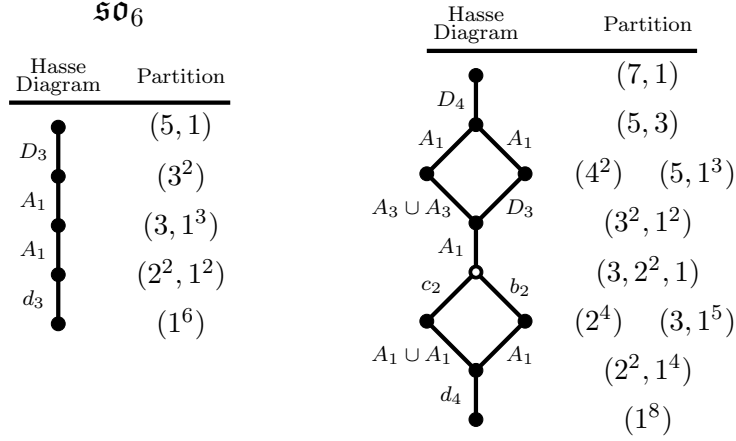 𝔰𝔬₆
Hasse Diagram Partition
D₃
A₁
A₁
d₃
(5, 1)
(3²)
(3, 1³)
(2², 1²)
(1⁶)
Hasse Diagram Partition
D₄
A₁ A₁
A₃ ∪ A₃ D₃
A₁
c₂ b₂
A₁ ∪ A₁ A₁
d₄
(7, 1)
(5, 3)
(4²) (5, 1³)
(3², 1²)
(3, 2², 1)
(2⁴) (3, 1⁵)
(2², 1⁴)
(1⁸)